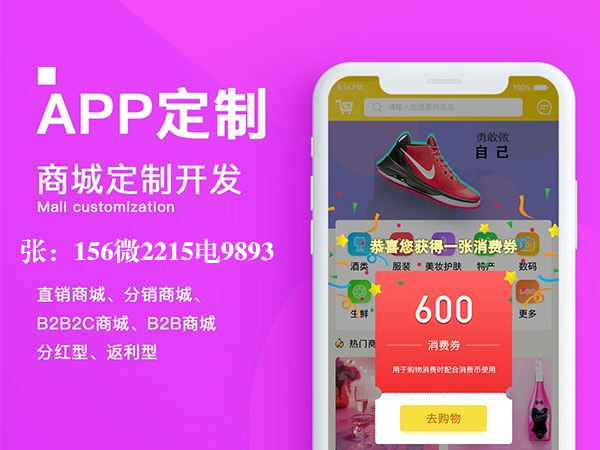 APP定制
商城定制开发
Mall customization
张：156微2215电9893
直销商城、分销商城、
B2B2C商城、B2B商城
分红型、返利型
4:34 PM
100%
请输入您想要的商品
勇敢做
自己
恭喜您获得一张消费券
酒类
服装
美妆护肤
特产
数码
600
消费券
用于购物消费时配合消费币使用
去购物
生鲜
更多
热门商